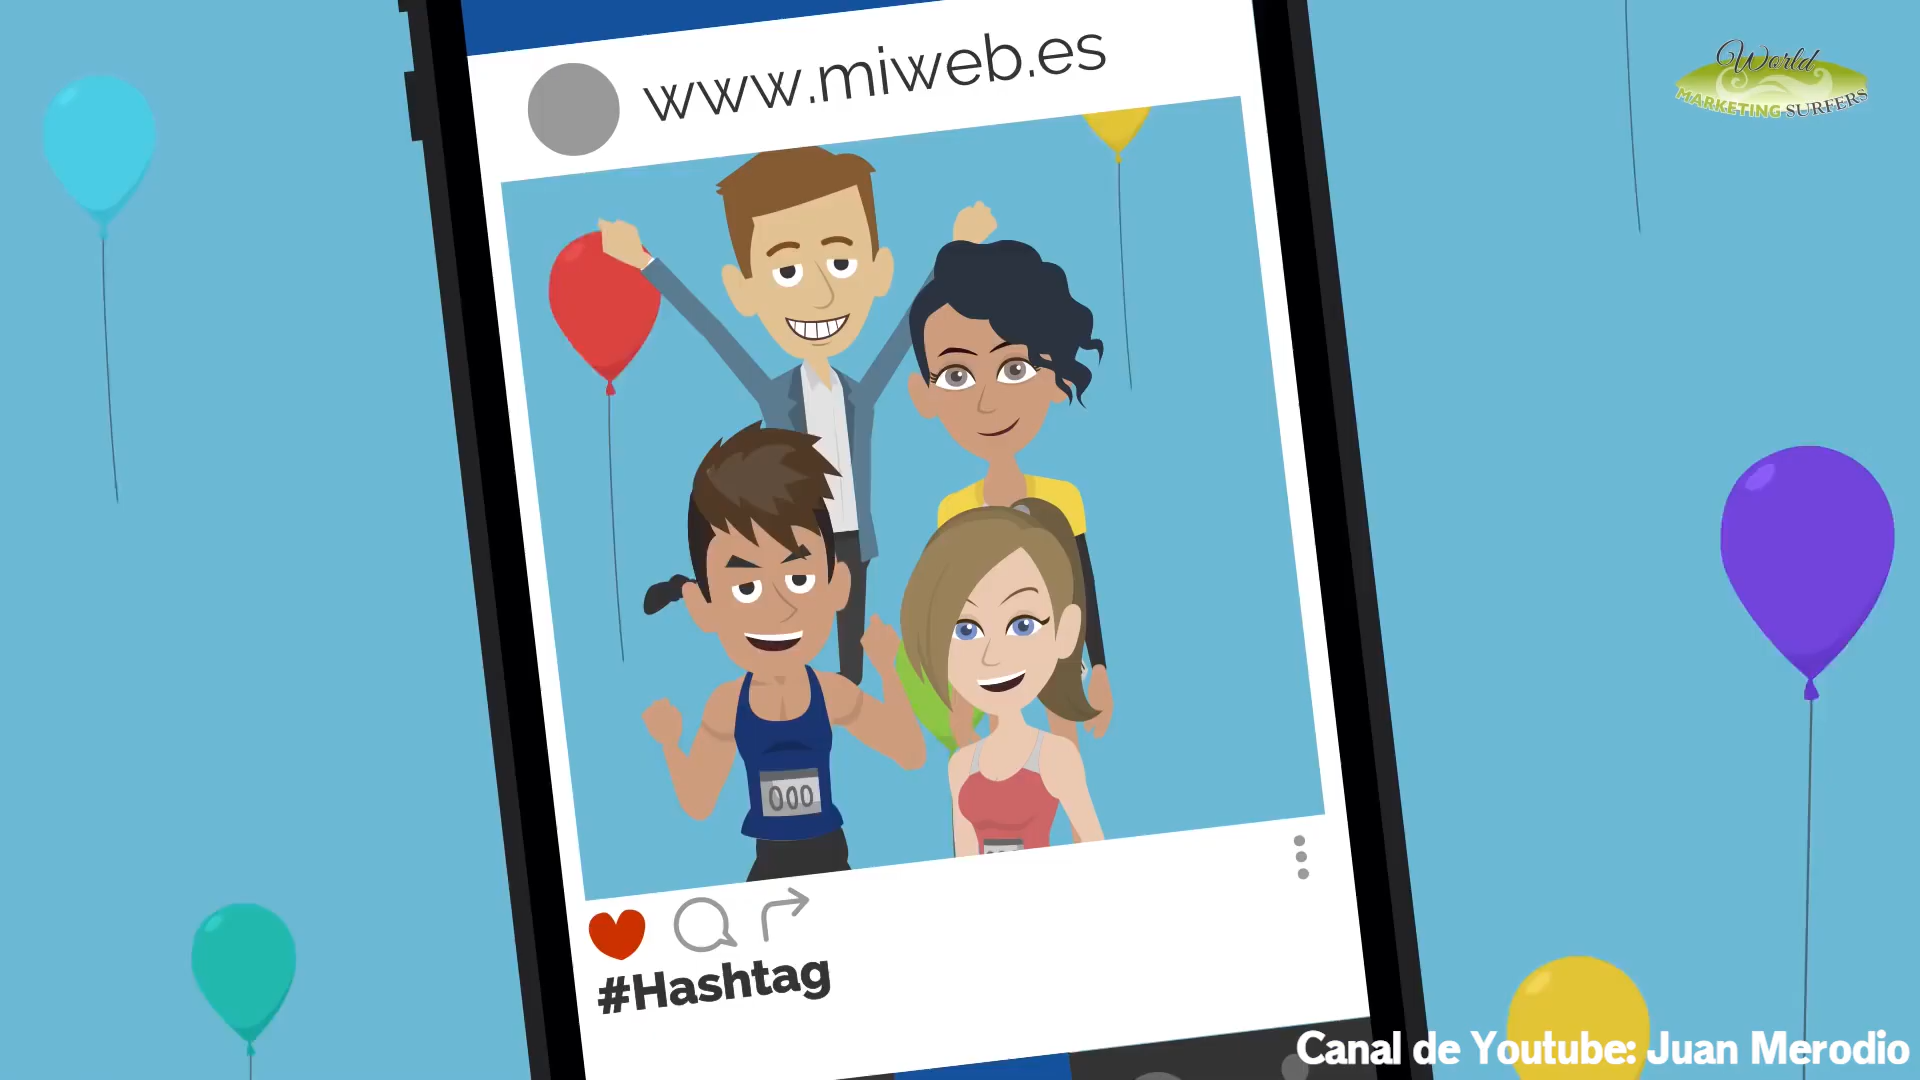 www.miweb.es
World
MARKETING SURFERS
000
#Hashtag
Canal de Youtube: Juan Merodio